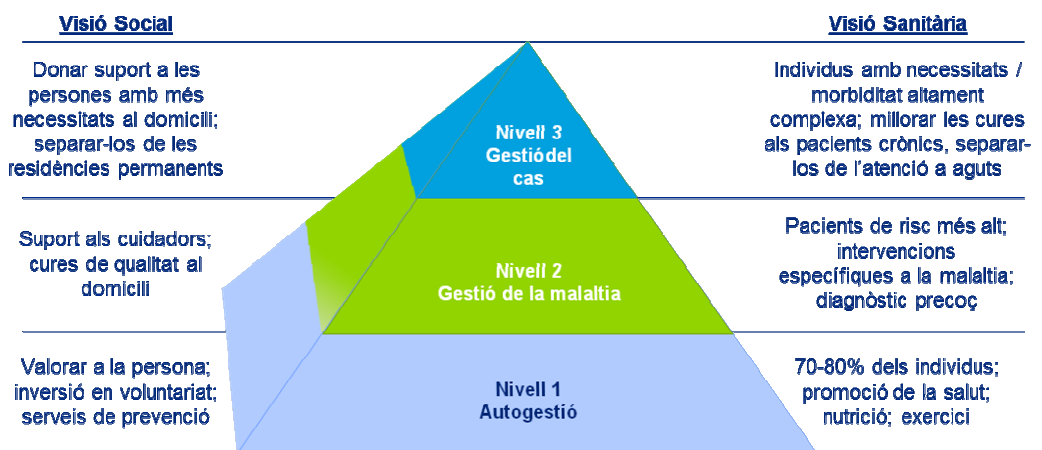 Visió Social
Visió Sanitària
Donar suport a les
persones amb més
necessitats al domicili;
separar-los de les
residències permanents
Nivell 3
Gestiódel
cas
Individus amb necessitats /
morbiditat altament
complexa; millorar les cures
als pacients crònics, separar-
los de l'atenció a aguts
Suport als cuidadors;
cures de qualitat al
domicili
Nivell 2
Gestió de la malaltia
Pacients de risc més alt;
intervencions
específiques a la malaltia;
diagnòstic precoç
Valorar a la persona;
inversió en voluntariat;
serveis de prevenció
Nivell 1
Autogestió
70-80% dels individus;
promoció de la salut;
nutrició; exercici